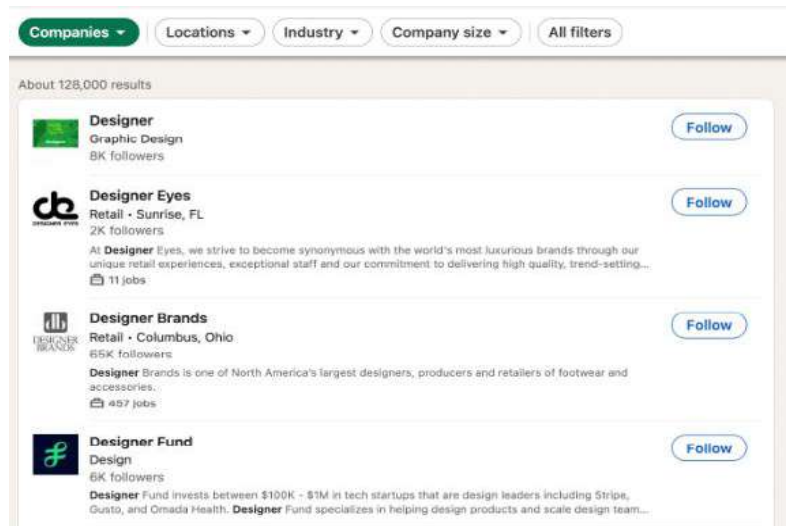 Companies
Locations
Industry
Company size
All filters
About 128,000 results
Designer
Follow
Graphic Design
8K followers
Designer Eyes
Follow
Retail • Sunrise, FL
2K followers
At Designer Eyes, we strive to become synonymous with the world's most luxurious brands through our
unique retail experiences, exceptional staff and our commitment to delivering high quality, trend-setting...
11 jobs
DESIGNER EYES
Designer Brands
Follow
Retail • Columbus, Ohio
65K followers
Designer Brands is one of North America's largest designers, producers and retailers of footwear and
accessories.
457 jobs
DESIGNER
BRANDS
Designer Fund
Follow
Design
6K followers
Designer Fund invests between $100K - $1M in tech startups that are design leaders including Stripe,
Gusto, and Omada Health. Designer Fund specializes in helping design products and scale design team...